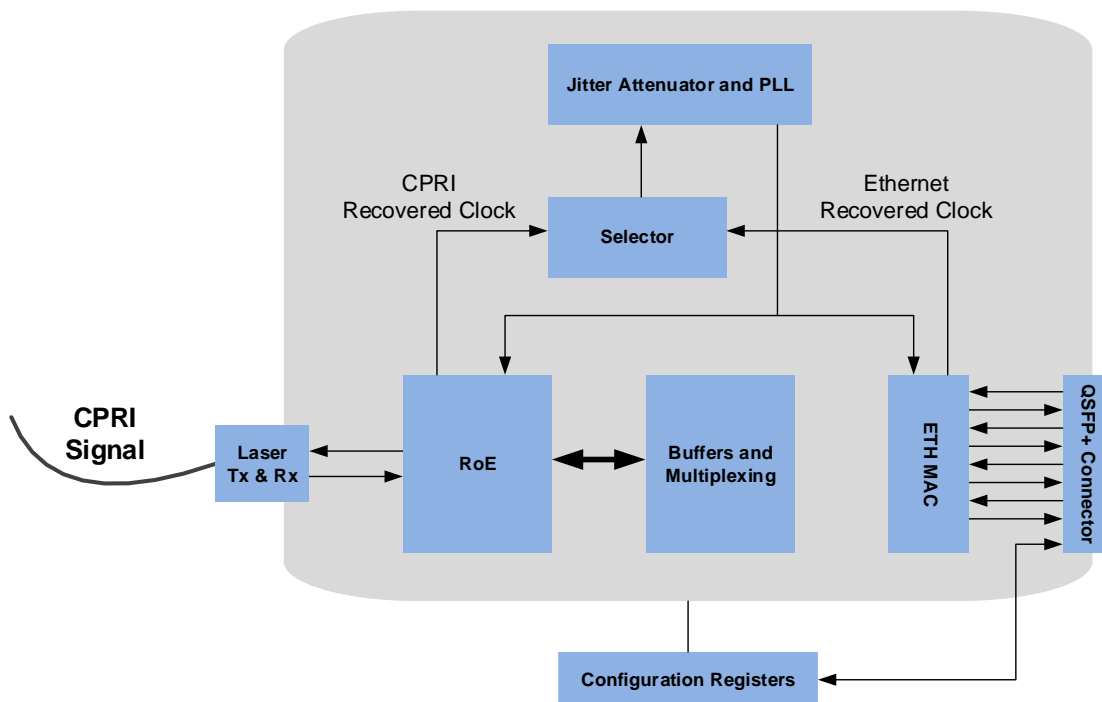 Jitter Attenuator and PLL
CPRI
Recovered Clock
Ethernet
Recovered Clock
Selector
CPRI
Signal
Laser
Tx & Rx
RoE
Buffers and
Multiplexing
ETH MAC
QSFP+ Connector
Configuration Registers